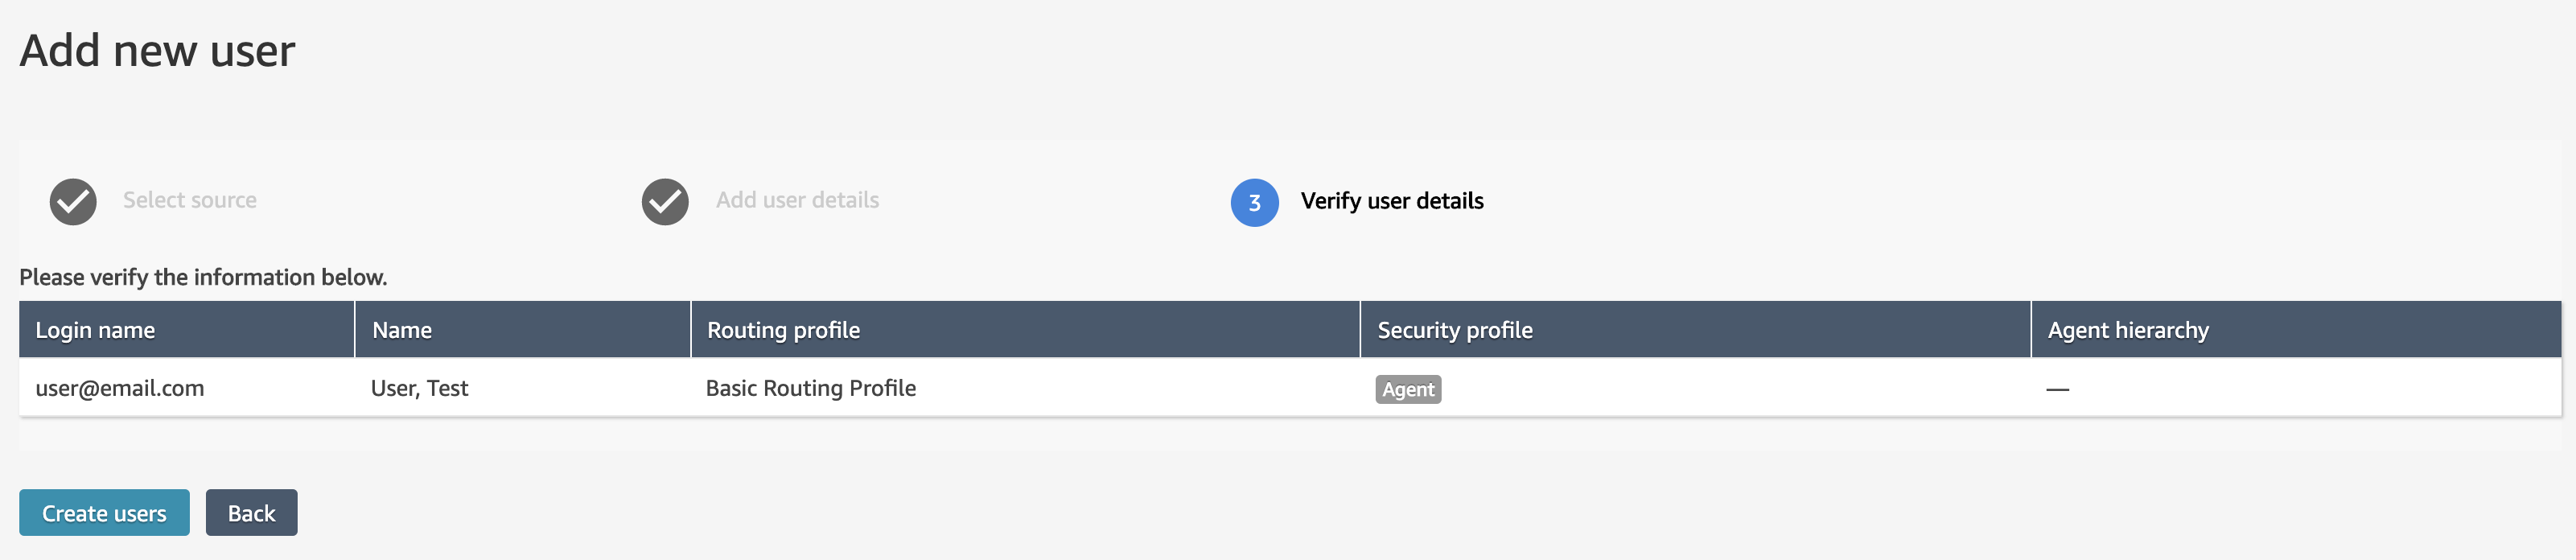 Add new user
Select source
Add user details
3 Verify user details
Please verify the information below.
Login name Name Routing profile Security profile Agent hierarchy
user@email.com User, Test Basic Routing Profile Agent —
Create users Back